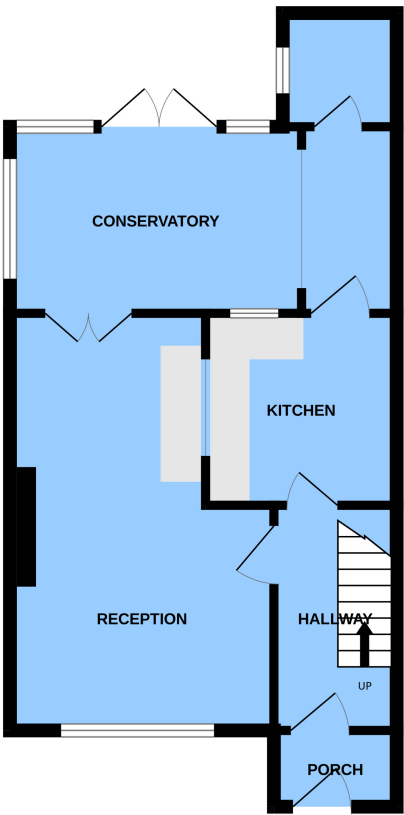 CONSERVATORY
KITCHEN
RECEPTION
HALLWAY
UP
PORCH